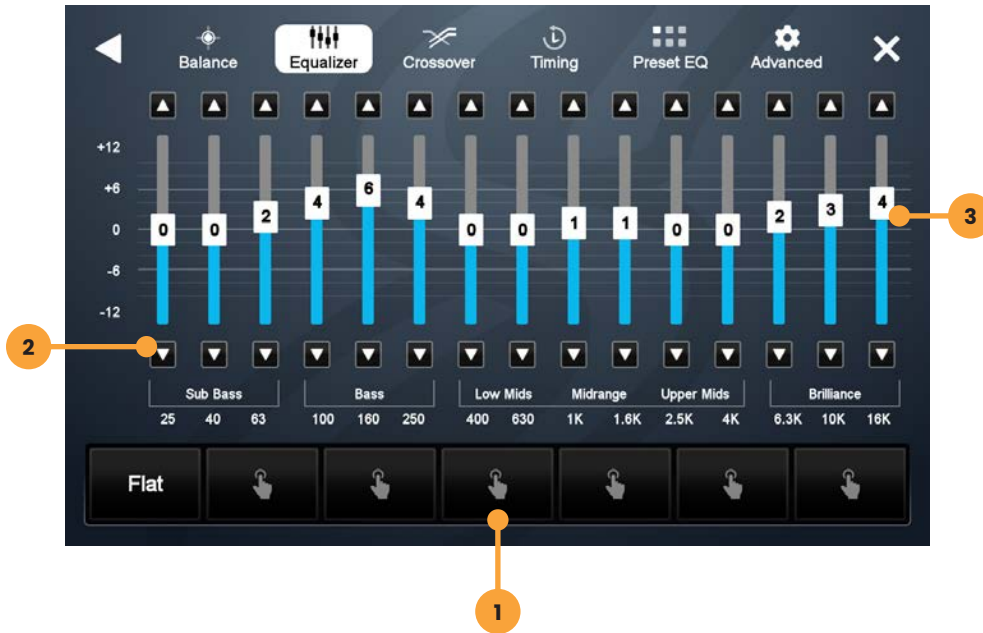 Balance Equalizer Crossover Timing Preset EQ Advanced
+12
+6
0
-6
-12
0 0 2 4 6 4 0 0 1 1 0 0 2 3 4
3
2
Sub Bass Bass Low Mids Midrange Upper Mids Brilliance
25 40 63 100 160 250 400 630 1K 1.6K 2.5K 4K 6.3K 10K 16K
Flat
1